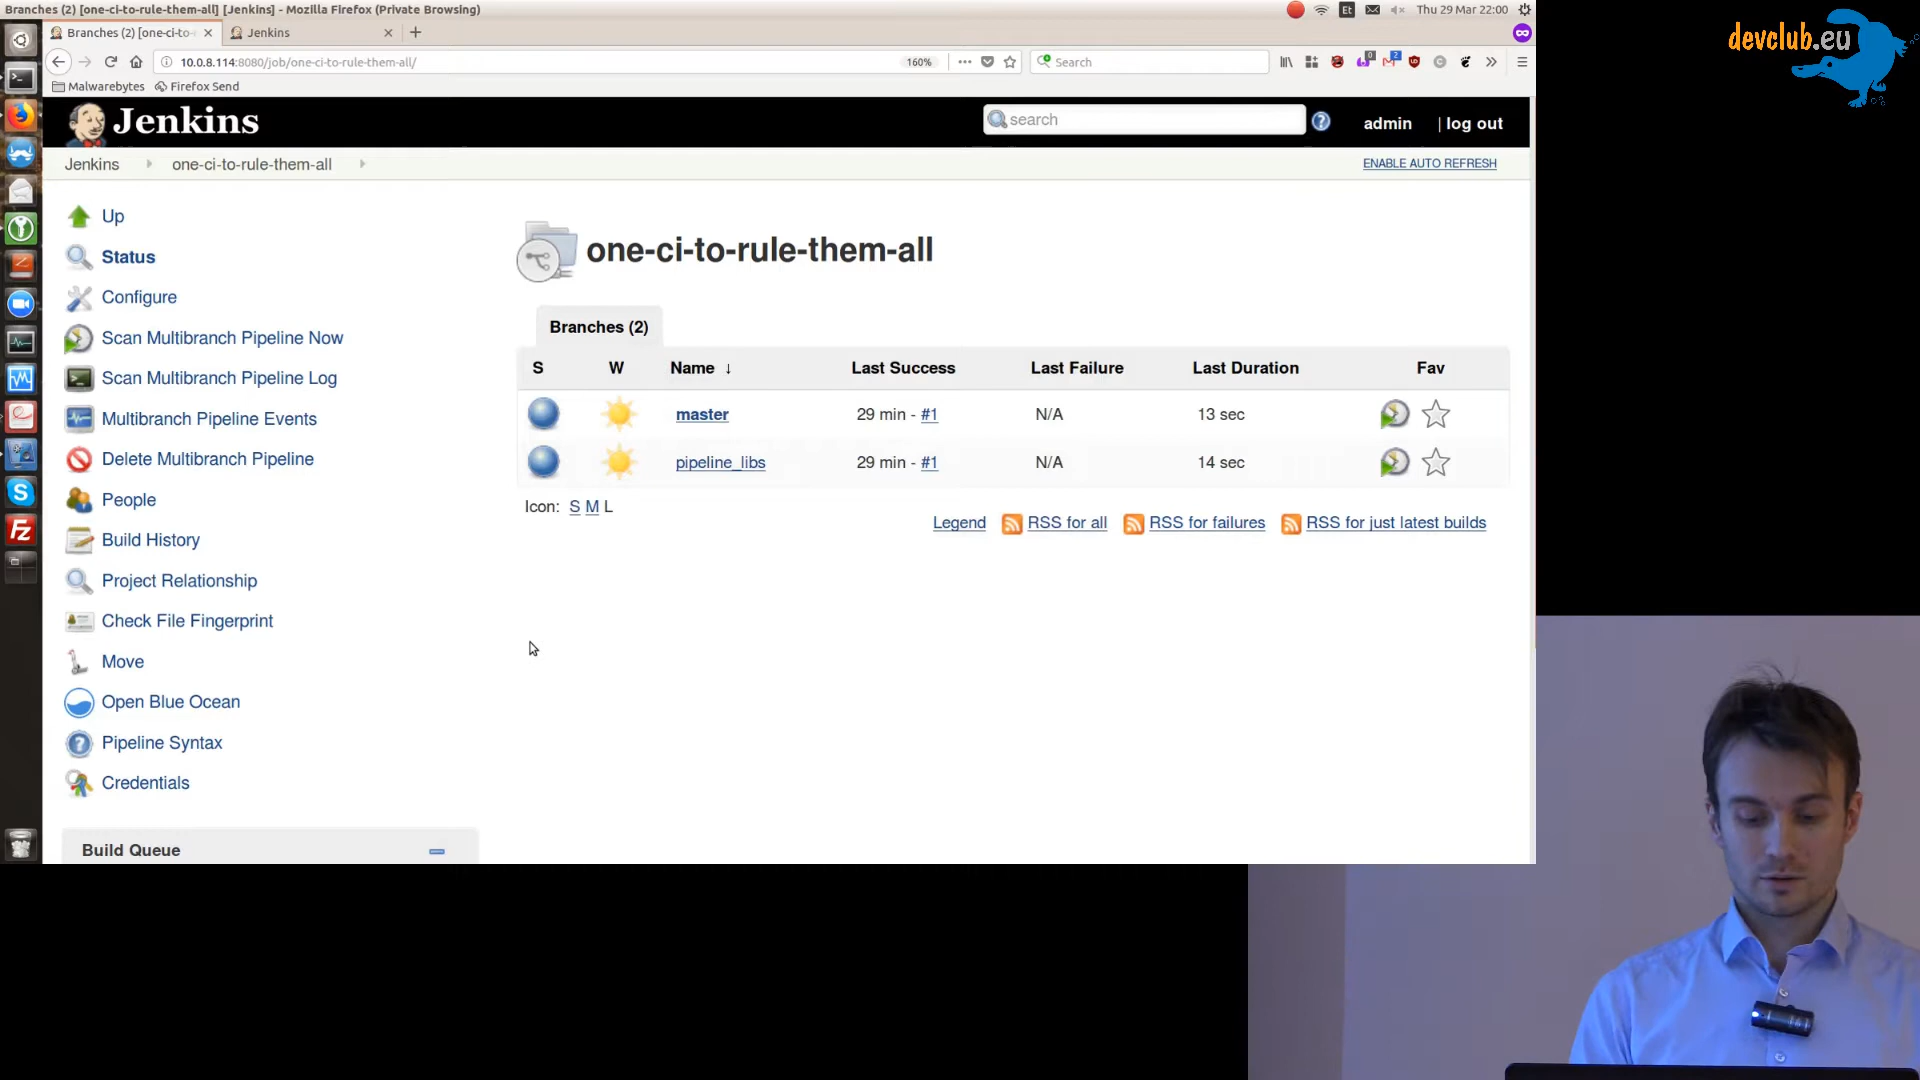 Branches (2) [one-ci-to-rule-them-all] [Jenkins] - Mozilla Firefox (Private Browsing)
Et
Thu 29 Mar 22:00
devclub.eu
Branches (2) [one-ci-to-
Jenkins
10.0.8.114:8080/job/one-ci-to-rule-them-all/
160%
Search
Malwarebytes
Firefox Send
Jenkins
search
admin
| log out
Jenkins
one-ci-to-rule-them-all
ENABLE AUTO REFRESH
Up
Status
Configure
Scan Multibranch Pipeline Now
Scan Multibranch Pipeline Log
Multibranch Pipeline Events
Delete Multibranch Pipeline
People
Build History
Project Relationship
Check File Fingerprint
Move
Open Blue Ocean
Pipeline Syntax
Credentials
Build Queue
one-ci-to-rule-them-all
Branches (2)
S W Name ↓ Last Success Last Failure Last Duration Fav
master 29 min - #1 N/A 13 sec
pipeline_libs 29 min - #1 N/A 14 sec
Icon: S M L
Legend RSS for all RSS for failures RSS for just latest builds